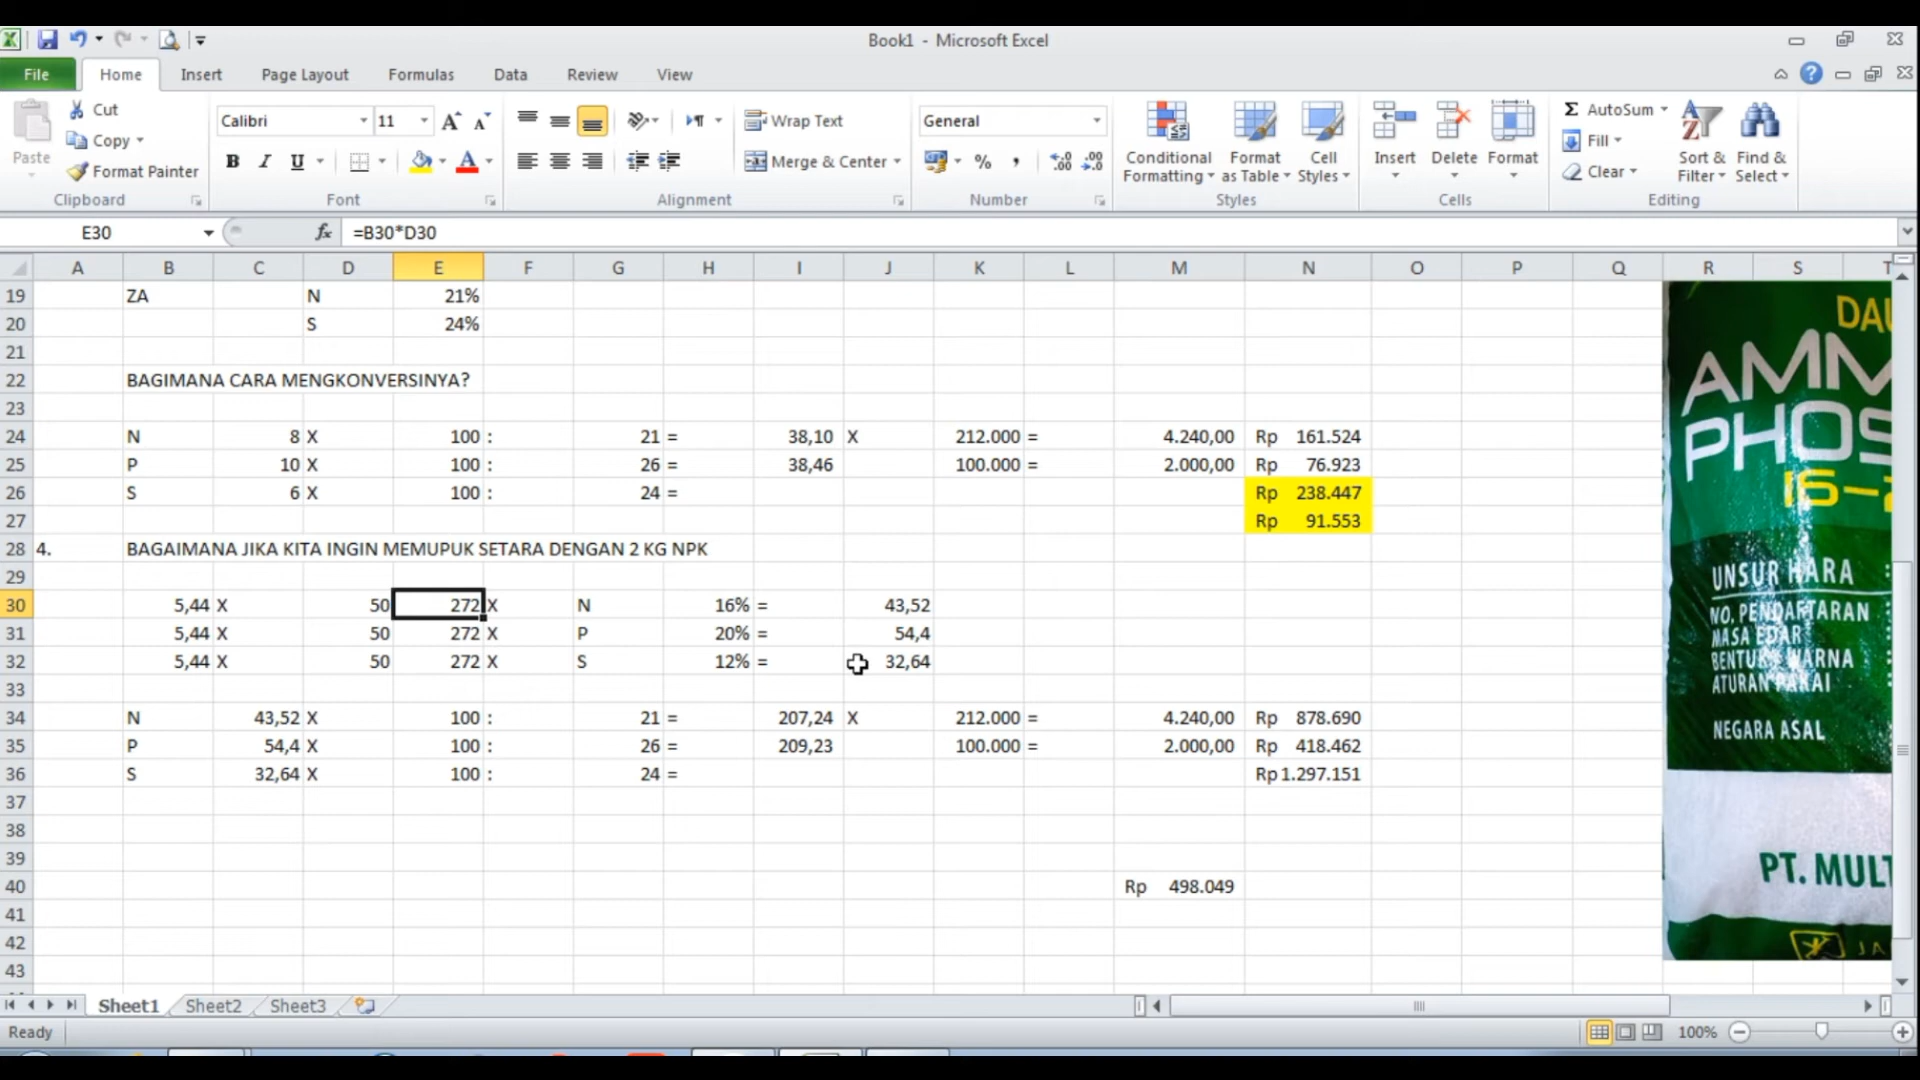 Book1 - Microsoft Excel
File Home Insert Page Layout Formulas Data Review View
Paste Cut Copy Format Painter Clipboard
Calibri 11 Font
Wrap Text Merge & Center Alignment
General Number
Conditional Formatting Format as Table Cell Styles Styles
Insert Delete Format Cells
AutoSum Fill Clear Sort & Filter Find & Select Editing
E30 fx =B30*D30
A B C D E F G H I J K L M N O P Q R S T
19 ZA N 21%
20 S 24%
21
22 BAGIMANA CARA MENGKONVERSINYA?
23
24 N 8 X 100 : 21 = 38,10 X 212.000 = 4.240,00 Rp 161.524
25 P 10 X 100 : 26 = 38,46 100.000 = 2.000,00 Rp 76.923
26 S 6 X 100 : 24 = Rp 238.447
27 Rp 91.553
28 4. BAGAIMANA JIKA KITA INGIN MEMUPUK SETARA DENGAN 2 KG NPK
29
30 5,44 X 50 272 X N 16% = 43,52
31 5,44 X 50 272 X P 20% = 54,4
32 5,44 X 50 272 X S 12% = 32,64
33
34 N 43,52 X 100 : 21 = 207,24 X 212.000 = 4.240,00 Rp 878.690
35 P 54,4 X 100 : 26 = 209,23 100.000 = 2.000,00 Rp 418.462
36 S 32,64 X 100 : 24 = Rp 1.297.151
37
38
39
40 Rp 498.049
41
42
43
DAU
AMM
PHOS
16-2
UNSUR HARA :
NO. PENDAFTARAN :
MASA EDAR :
BENTUK / WARNA :
ATURAN PAKAI :
NEGARA ASAL
PT. MULT
JA
Sheet1 Sheet2 Sheet3
Ready 100%